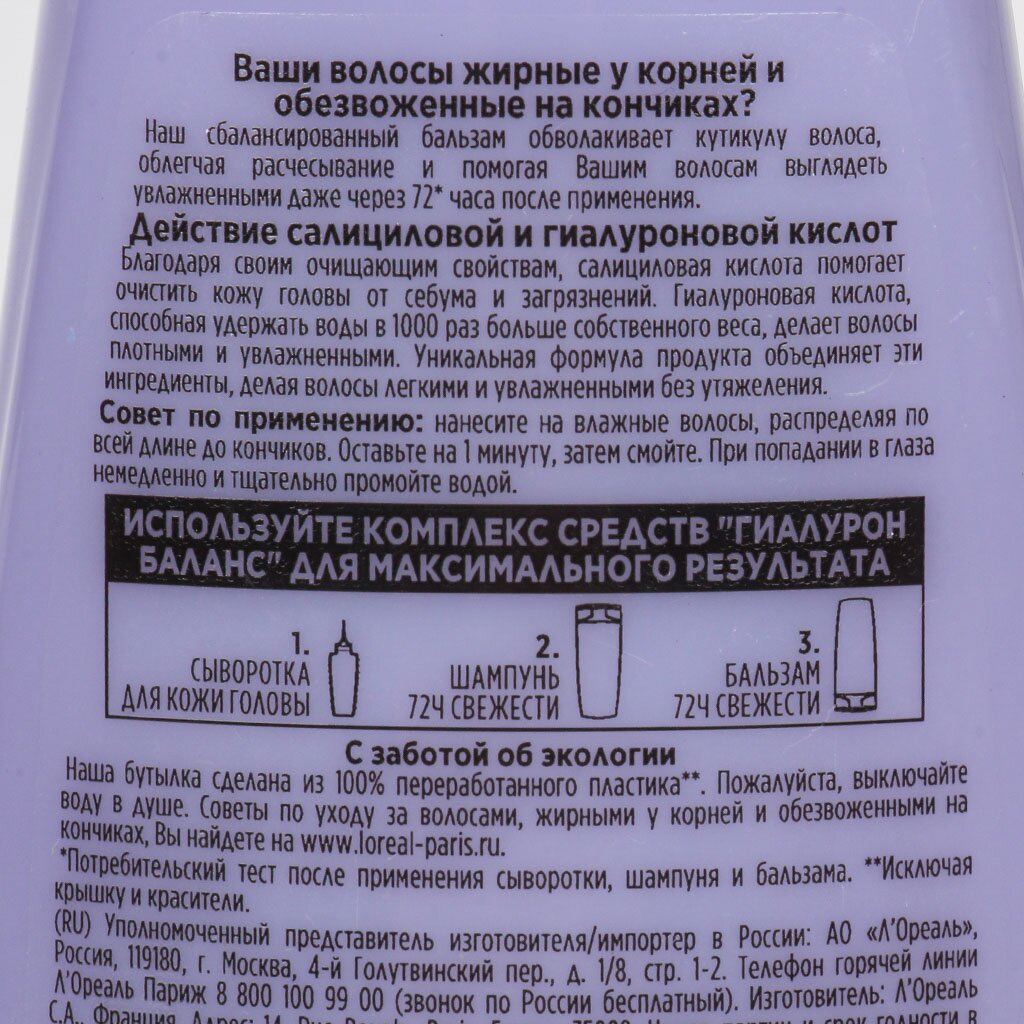 Ваши волосы жирные у корней и
обезвоженные на кончиках?
Наш сбалансированный бальзам обволакивает кутикулу волоса,
облегчая расчесывание и помогая Вашим волосам выглядеть
увлажненными даже через 72* часа после применения.
Действие салициловой и гиалуроновой кислот
Благодаря своим очищающим свойствам, салициловая кислота помогает
очистить кожу головы от себума и загрязнений. Гиалуроновая кислота,
способная удержать воды в 1000 раз больше собственного веса, делает волосы
плотными и увлажненными. Уникальная формула продукта объединяет эти
ингредиенты, делая волосы легкими и увлажненными без утяжеления.
Совет по применению: нанесите на влажные волосы, распределяя по
всей длине до кончиков. Оставьте на 1 минуту, затем смойте. При попадании в глаза
немедленно и тщательно промойте водой.
ИСПОЛЬЗУЙТЕ КОМПЛЕКС СРЕДСТВ "ГИАЛУРОН
БАЛАНС" ДЛЯ МАКСИМАЛЬНОГО РЕЗУЛЬТАТА
1.
СЫВОРОТКА
ДЛЯ КОЖИ ГОЛОВЫ
2.
ШАМПУНЬ
72Ч СВЕЖЕСТИ
3.
БАЛЬЗАМ
72Ч СВЕЖЕСТИ
С заботой об экологии
Наша бутылка сделана из 100% переработанного пластика**. Пожалуйста, выключайте
воду в душе. Советы по уходу за волосами, жирными у корней и обезвоженными на
кончиках, Вы найдете на www.loreal-paris.ru.
*Потребительский тест после применения сыворотки, шампуня и бальзама. **Исключая
крышку и красители.
(RU) Уполномоченный представитель изготовителя/импортер в России: АО «Л'Ореаль»,
Россия, 119180, г. Москва, 4-й Голутвинский пер., д. 1/8, стр. 1-2. Телефон горячей линии
Л'Ореаль Париж 8 800 100 99 00 (звонок по России бесплатный). Изготовитель: Л'Ореаль
С.А., Франция, Адрес: 14, Рю